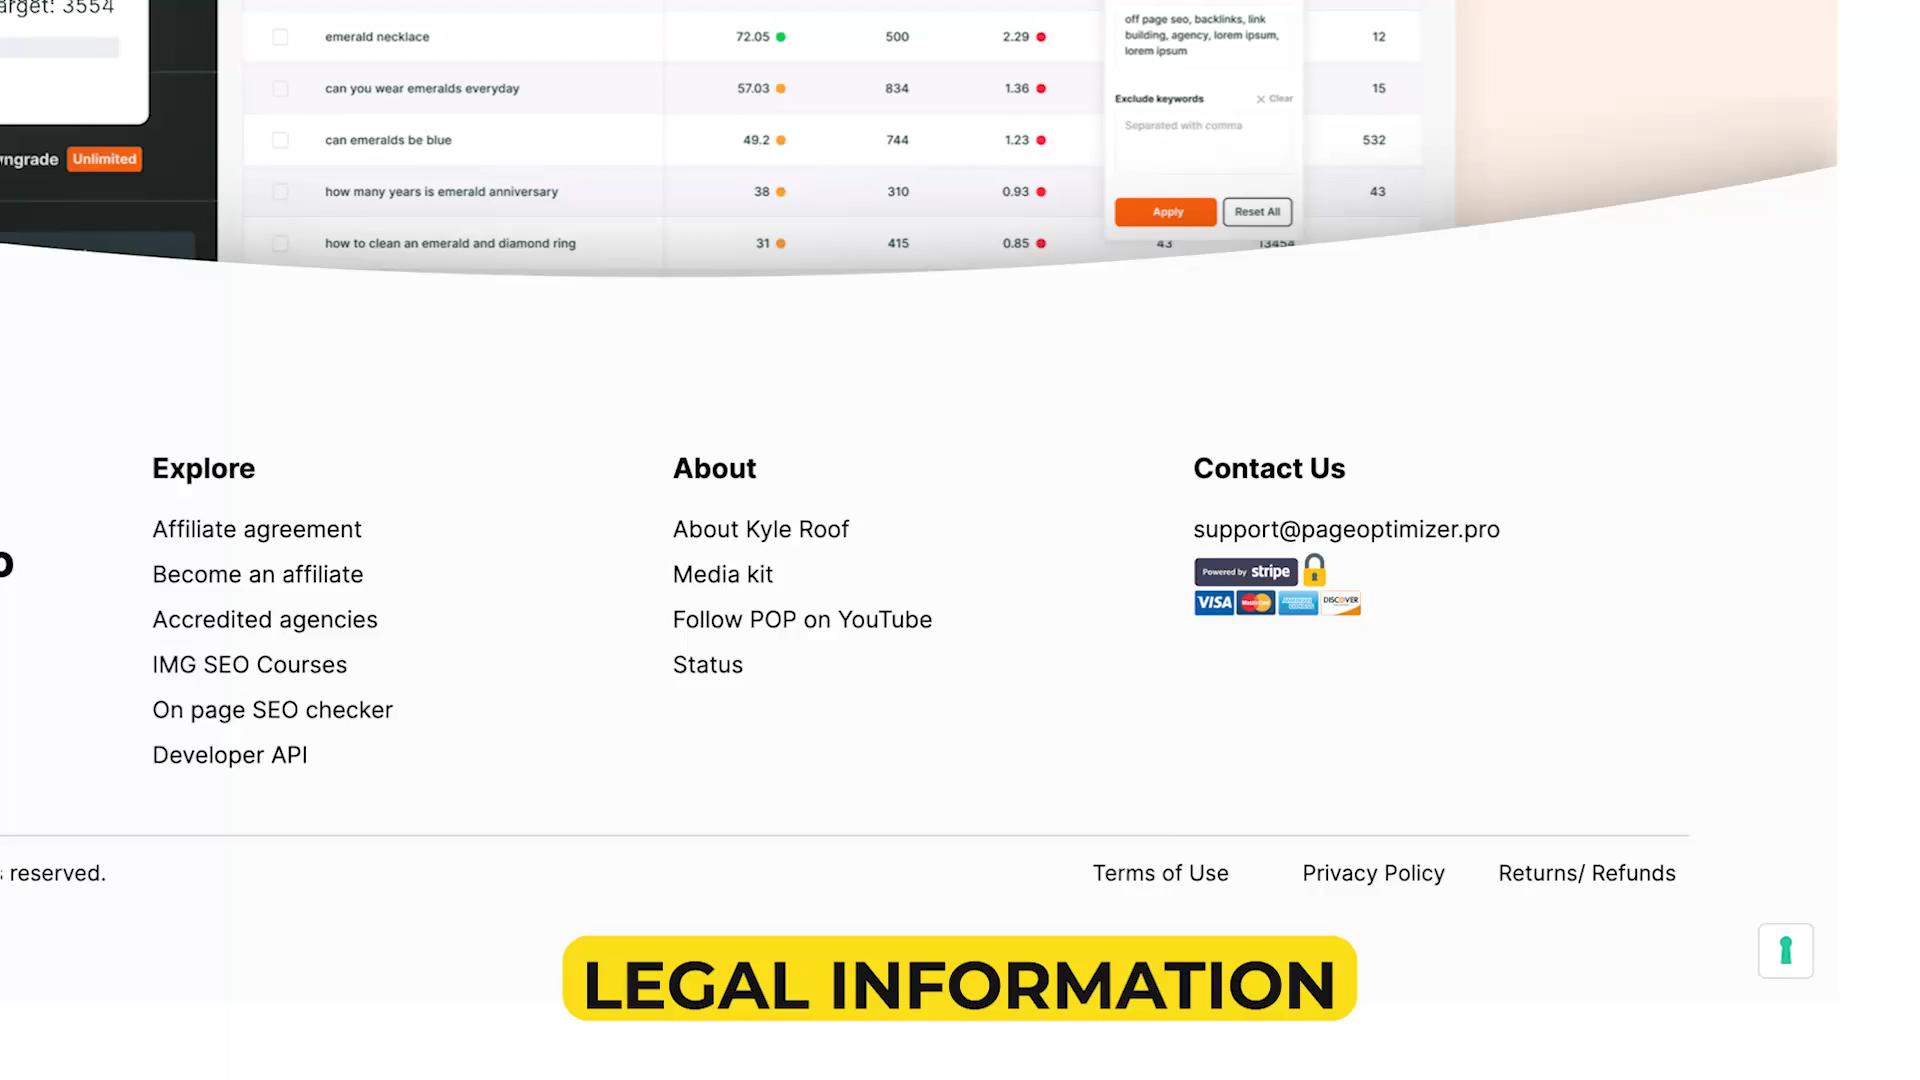 arget: 3554
emerald necklace 72.05 500 2.29 12
can you wear emeralds everyday 57.03 834 1.36 15
can emeralds be blue 49.2 744 1.23 532
how many years is emerald anniversary 38 310 0.93 43
how to clean an emerald and diamond ring 31 415 0.85 43 13454
off page seo, backlinks, link
building, agency, lorem ipsum,
lorem ipsum
Exclude keywords Clear
Separated with comma
Apply Reset All
wngrade Unlimited
Explore
Affiliate agreement
Become an affiliate
Accredited agencies
IMG SEO Courses
On page SEO checker
Developer API
About
About Kyle Roof
Media kit
Follow POP on YouTube
Status
Contact Us
support@pageoptimizer.pro
Powered by stripe
VISA MasterCard AMERICAN EXPRESS DISCOVER
s reserved.
Terms of Use Privacy Policy Returns/ Refunds
LEGAL INFORMATION